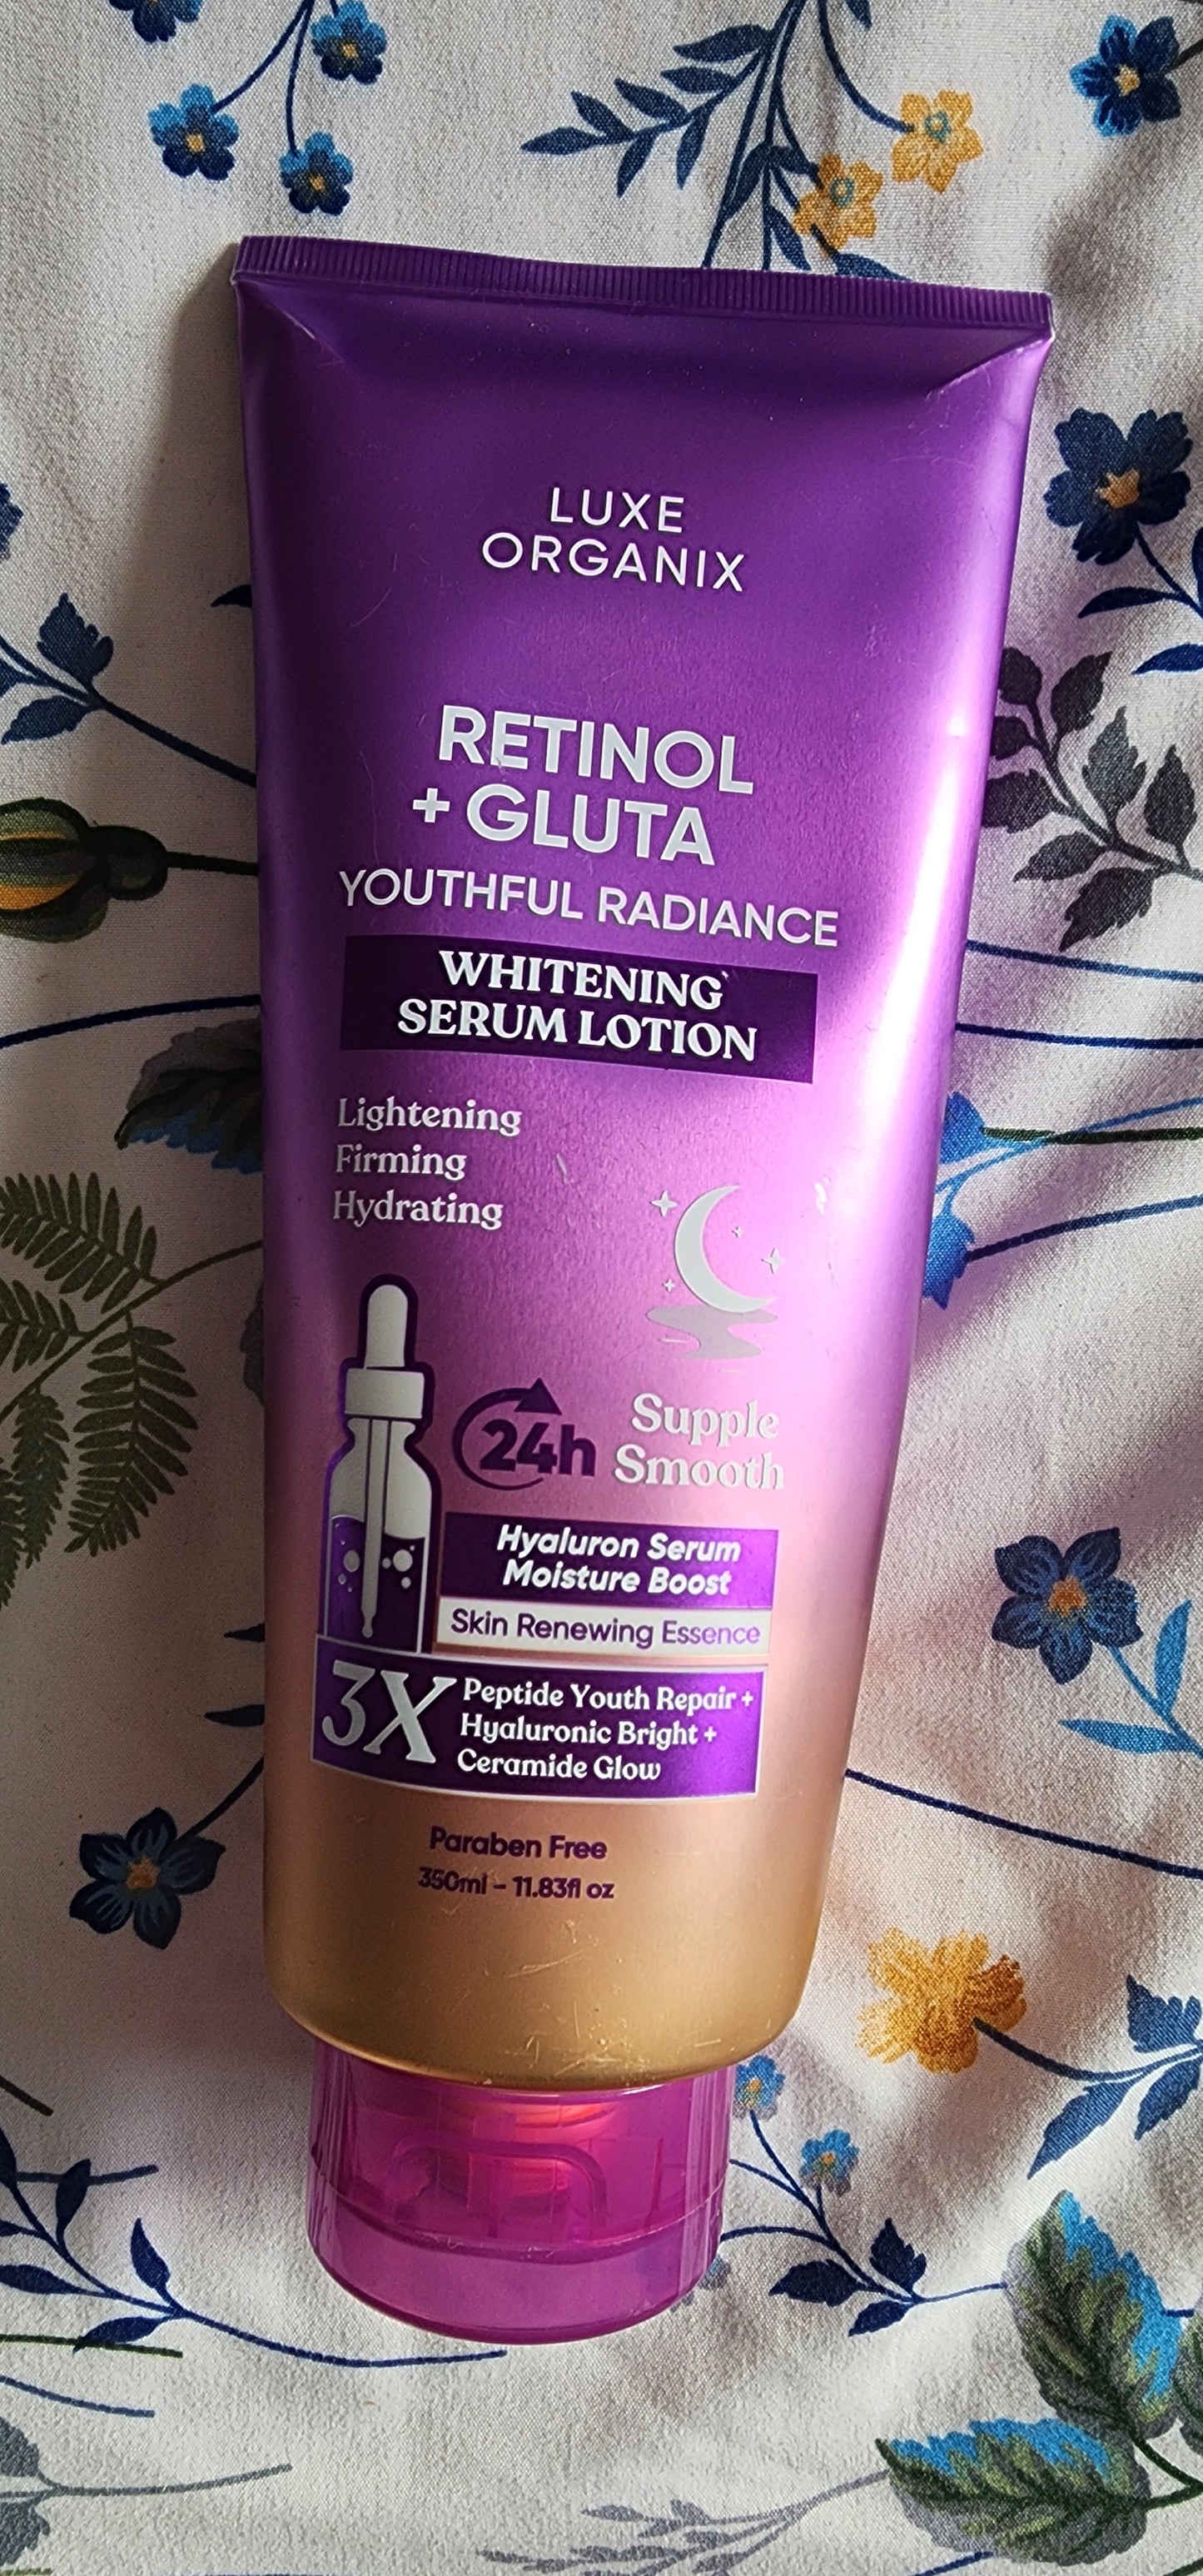 LUXE
ORGANIX
RETINOL
+ GLUTA
YOUTHFUL RADIANCE
WHITENING
SERUM LOTION
Lightening
Firming
Hydrating
24h
Supple
Smooth
Hyaluron Serum
Moisture Boost
Skin Renewing Essence
3X
Peptide Youth Repair +
Hyaluronic Bright +
Ceramide Glow
Paraben Free
350ml - 11.83fl oz